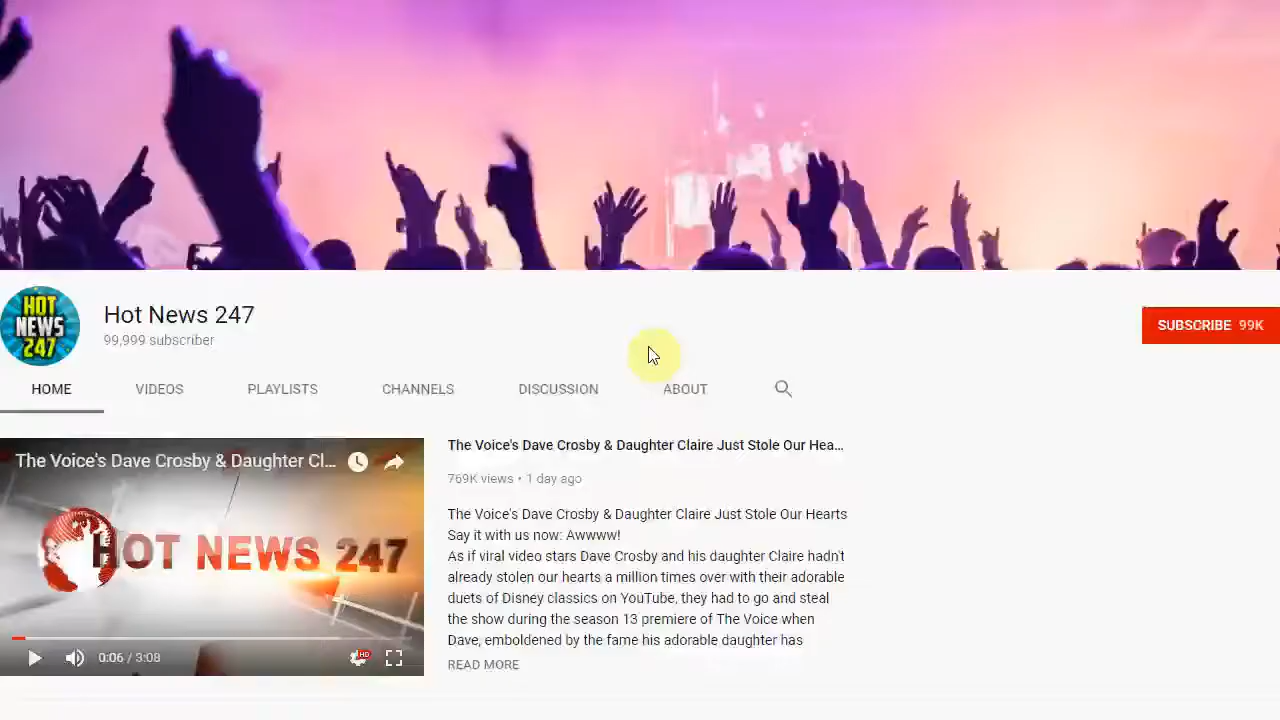 HOT
NEWS
247
Hot News 247
99,999 subscriber
SUBSCRIBE 99K
HOME VIDEOS PLAYLISTS CHANNELS DISCUSSION ABOUT
The Voice's Dave Crosby & Daughter Cl...
HOT NEWS 247
HD
0:06 / 3:08
The Voice's Dave Crosby & Daughter Claire Just Stole Our Hea...
769K views • 1 day ago
The Voice's Dave Crosby & Daughter Claire Just Stole Our Hearts
Say it with us now: Awwww!
As if viral video stars Dave Crosby and his daughter Claire hadn't
already stolen our hearts a million times over with their adorable
duets of Disney classics on YouTube, they had to go and steal
the show during the season 13 premiere of The Voice when
Dave, emboldened by the fame his adorable daughter has
READ MORE